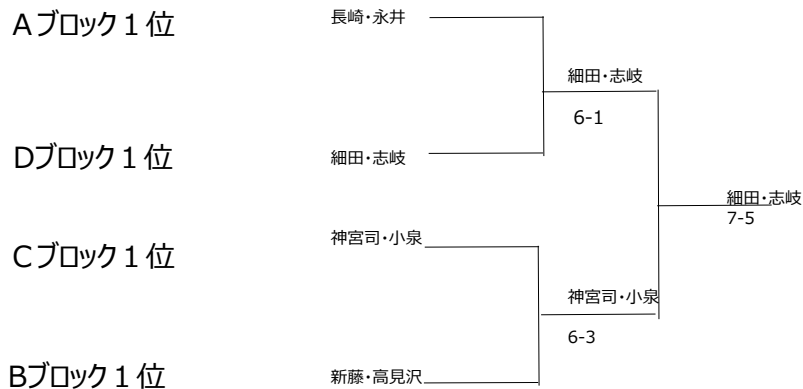 Aブロック１位
長崎・永井
細田・志岐
6-1
Dブロック１位
細田・志岐
細田・志岐
7-5
Cブロック１位
神宮司・小泉
神宮司・小泉
6-3
Bブロック１位
新藤・高見沢